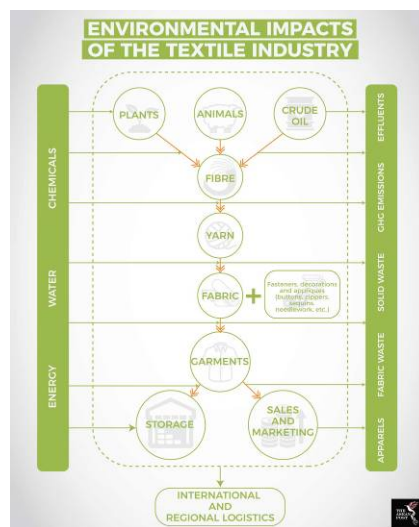 ENVIRONMENTAL IMPACTS
OF THE TEXTILE INDUSTRY
CHEMICALS
WATER
ENERGY
PLANTS
ANIMALS
CRUDE
OIL
FIBRE
YARN
FABRIC
+
Fasteners, decorations
and appliques
(buttons, zippers,
sequins,
needlework, etc.)
GARMENTS
STORAGE
SALES
AND
MARKETING
EFFLUENTS
GHG EMISSIONS
SOLID WASTE
FABRIC WASTE
APPARELS
INTERNATIONAL
AND
REGIONAL LOGISTICS